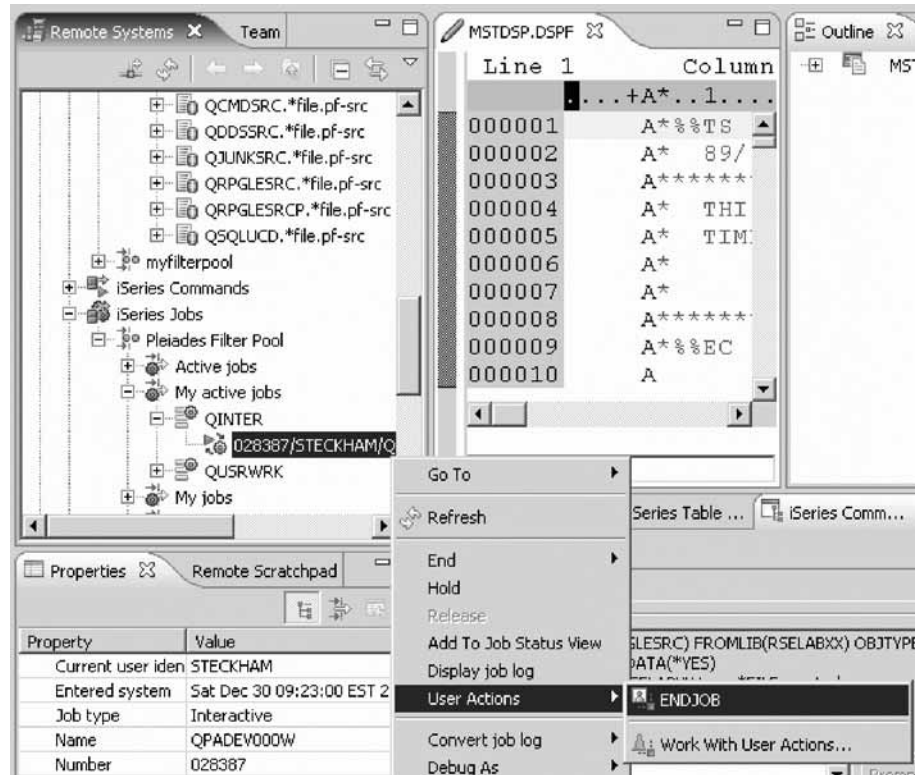 Remote Systems
Team
QCMDSRC.*file.pf-src
QDDSSRC.*file.pf-src
QJUNKSRC.*file.pf-src
QRPGLESRC.*file.pf-src
QRPGLESRCP.*file.pf-src
QSQLUCD.*file.pf-src
myfilterpool
iSeries Commands
iSeries Jobs
Pleiades Filter Pool
Active jobs
My active jobs
QINTER
028387/STECKHAM/Q
QUSRWRK
My jobs
MSTDSP.DSPF
Line 1 Column
....+A*..1....
000001 A*%%TS
000002 A* 89/
000003 A*******
000004 A* THI
000005 A* TIM
000006 A*
000007 A*
000008 A*******
000009 A*%%EC
000010 A
Outline
MST
Go To
Refresh
End
Hold
Release
Add To Job Status View
Display job log
User Actions
Convert job log
Debug As
ENDJOB
Work With User Actions...
Series Table ...
iSeries Comm...
GLESRC) FROMLIB(RSELABXX) OBJTYPE
DATA(*YES)
Properties
Remote Scratchpad
Property Value
Current user iden STECKHAM
Entered system Sat Dec 30 09:23:00 EST 2
Job type Interactive
Name QPADEV000W
Number 028387